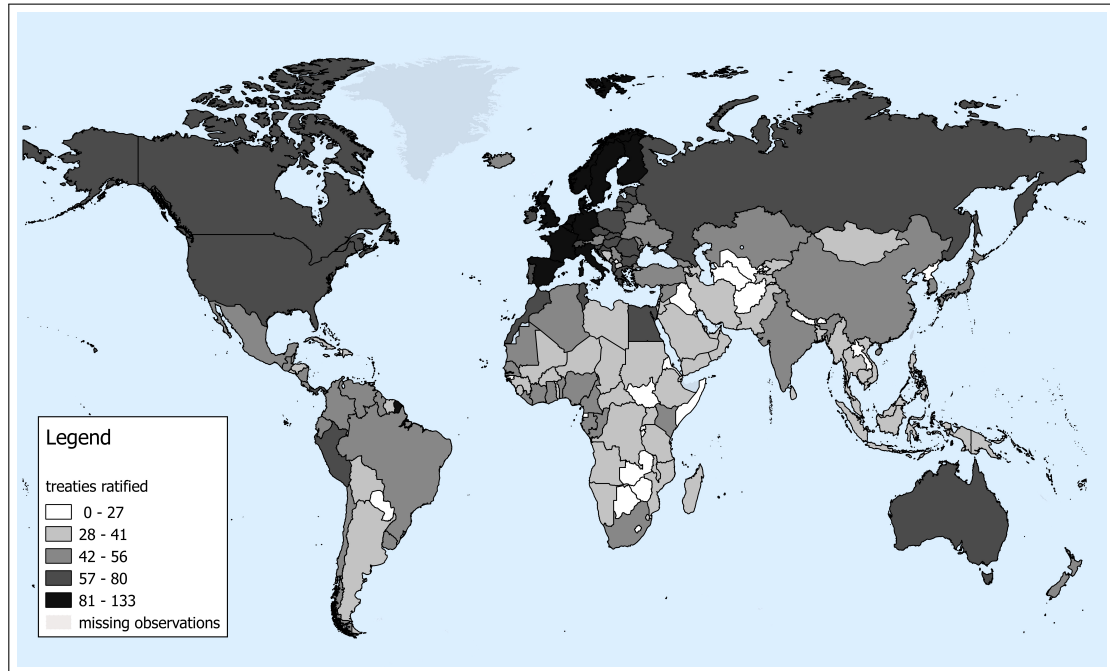 Legend
treaties ratified
0 - 27
28 - 41
42 - 56
57 - 80
81 - 133
missing observations